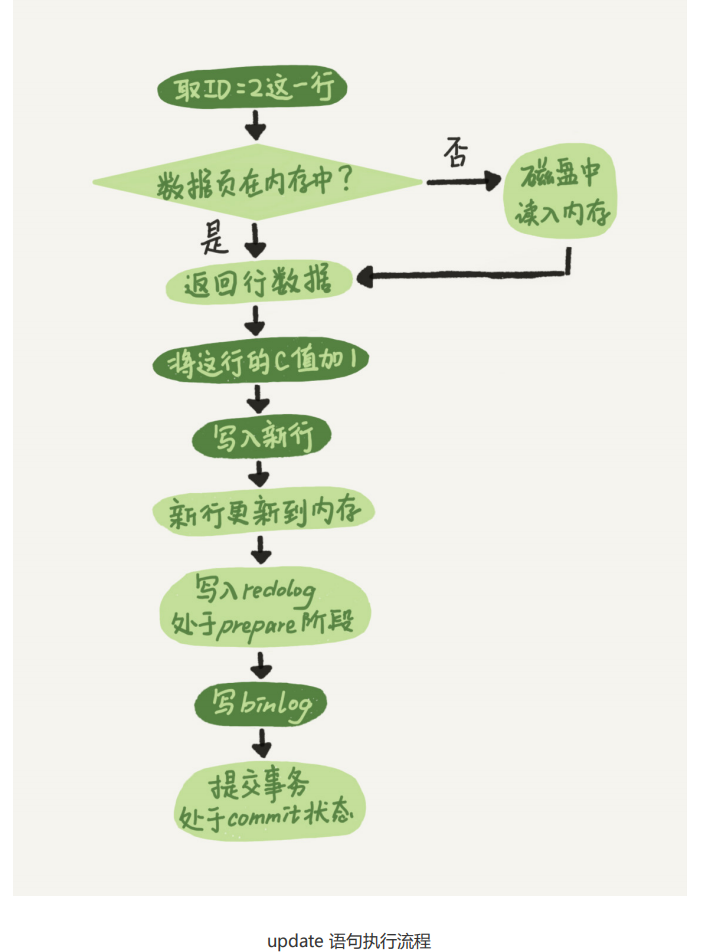 取ID=2这一行
数据页在内存中？
否
磁盘中
读入内存
是
返回行数据
将这行的C值加1
写入新行
新行更新到内存
写入redolog
处于prepare阶段
写binlog
提交事务
处于commit状态
update 语句执行流程